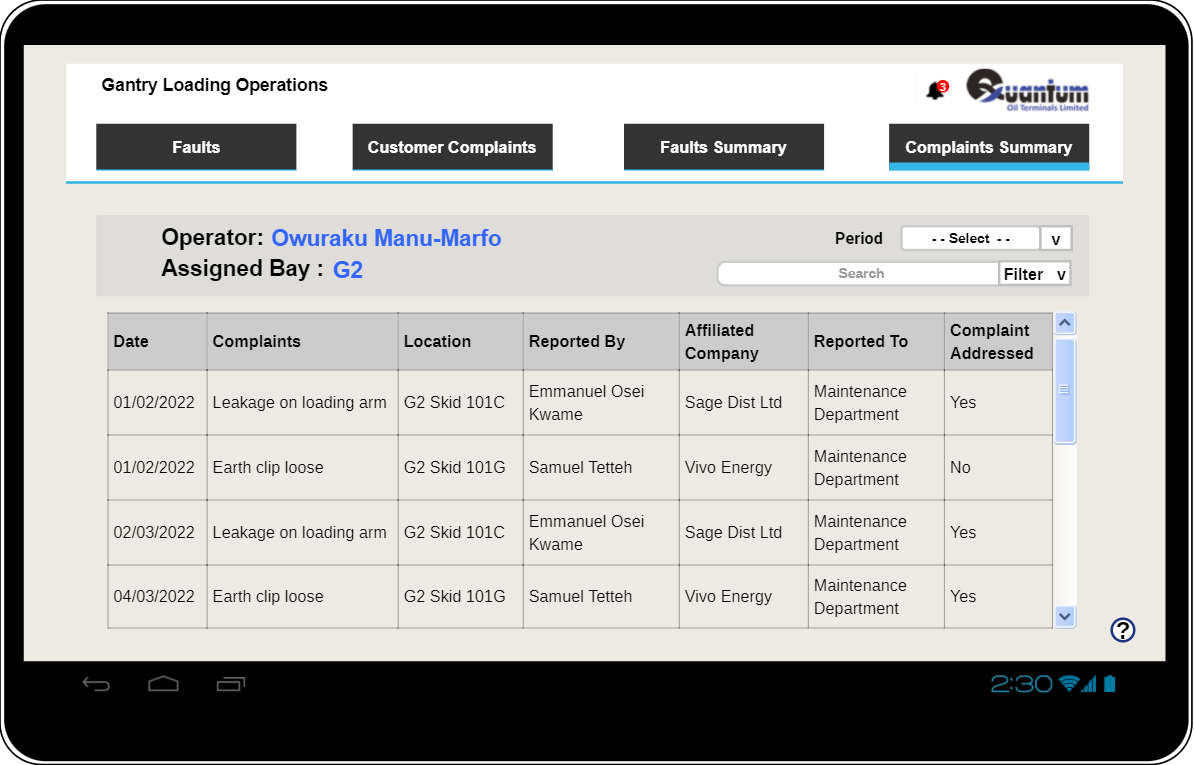 Gantry Loading Operations
3
Quantum
Oil Terminals Limited
Faults
Customer Complaints
Faults Summary
Complaints Summary
Operator: Owuraku Manu-Marfo
Assigned Bay : G2
Period
- - Select - -
v
Search
Filter v
Date
Complaints
Location
Reported By
Affiliated
Company
Reported To
Complaint
Addressed
01/02/2022
Leakage on loading arm
G2 Skid 101C
Emmanuel Osei
Kwame
Sage Dist Ltd
Maintenance
Department
Yes
01/02/2022
Earth clip loose
G2 Skid 101G
Samuel Tetteh
Vivo Energy
Maintenance
Department
No
02/03/2022
Leakage on loading arm
G2 Skid 101C
Emmanuel Osei
Kwame
Sage Dist Ltd
Maintenance
Department
Yes
04/03/2022
Earth clip loose
G2 Skid 101G
Samuel Tetteh
Vivo Energy
Maintenance
Department
Yes
?
2:30